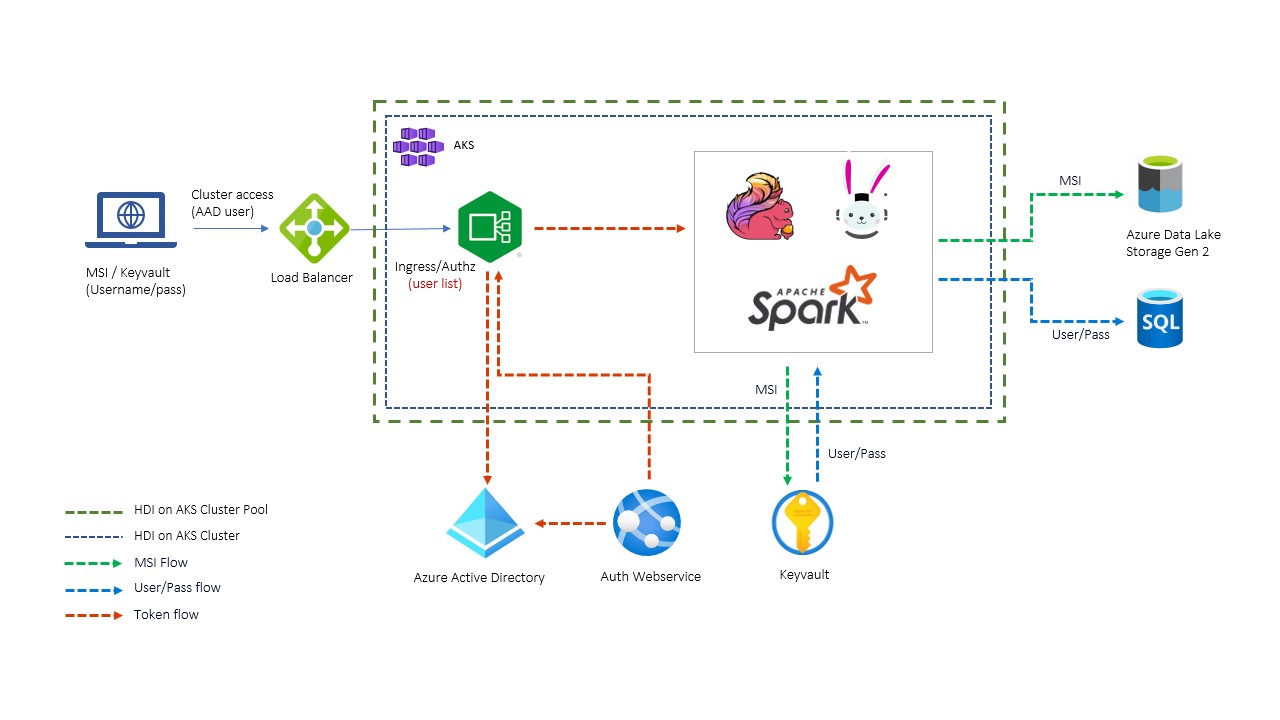 AKS
Cluster access
(AAD user)
MSI / Keyvault
(Username/pass)
Load Balancer
Ingress/Authz
(user list)
APACHE
Spark™
MSI
Azure Data Lake
Storage Gen 2
SQL
User/Pass
MSI
User/Pass
Azure Active Directory
Auth Webservice
Keyvault
HDI on AKS Cluster Pool
HDI on AKS Cluster
MSI Flow
User/Pass flow
Token flow